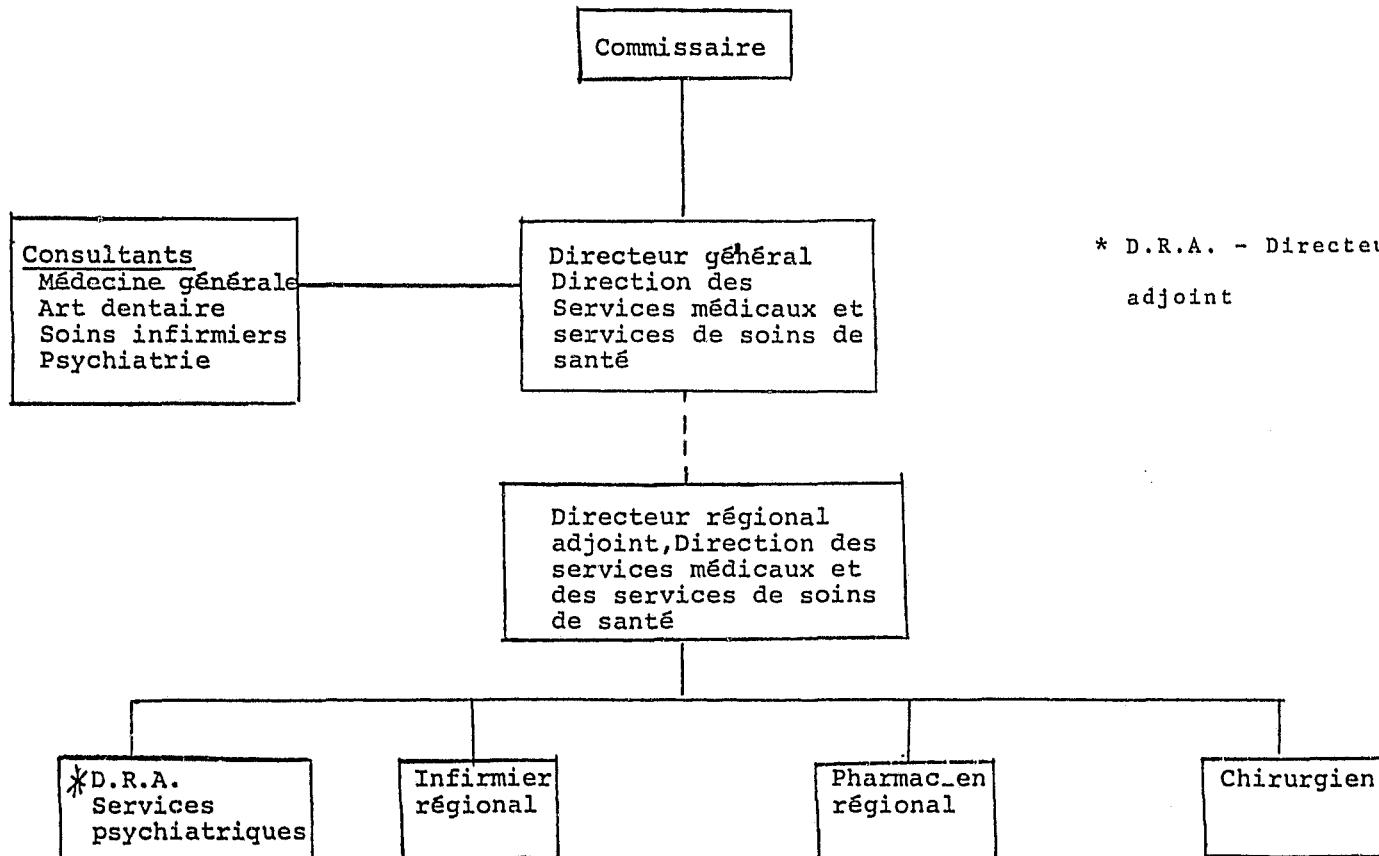 Commissaire
Consultants
Médecine générale
Art dentaire
Soins infirmiers
Psychiatrie
Directeur général
Direction des
Services médicaux et
services de soins de
santé
* D.R.A. - Directeu
adjoint
Directeur régional
adjoint,Direction des
services médicaux et
des services de soins
de santé
*D.R.A.
Services
psychiatriques
Infirmier
régional
Pharmac_en
régional
Chirurgien